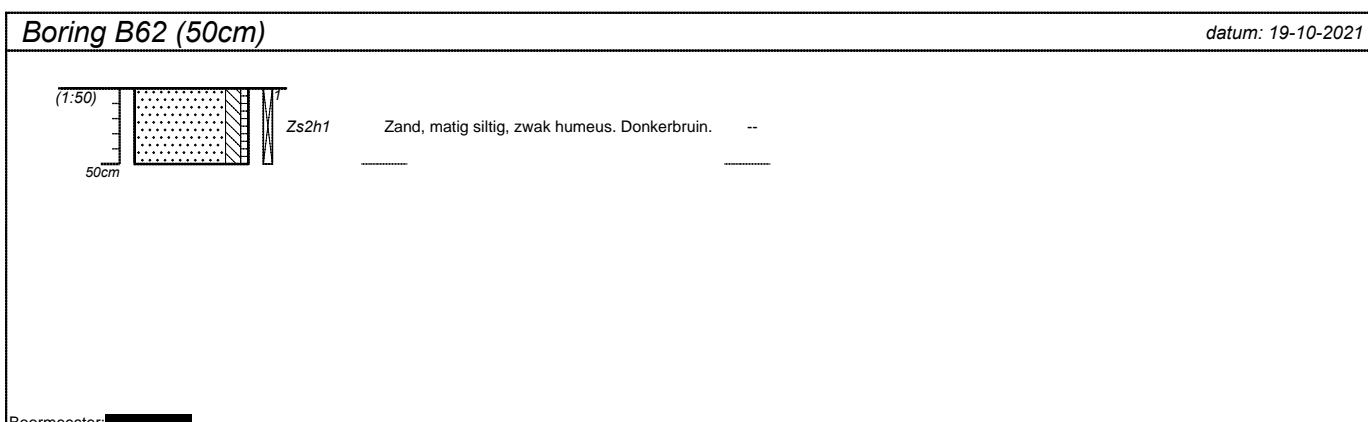 Boring B62 (50cm)
datum: 19-10-2021
(1:50)
1
Zs2h1
Zand, matig siltig, zwak humeus. Donkerbruin.
--
50cm
Boormeester: